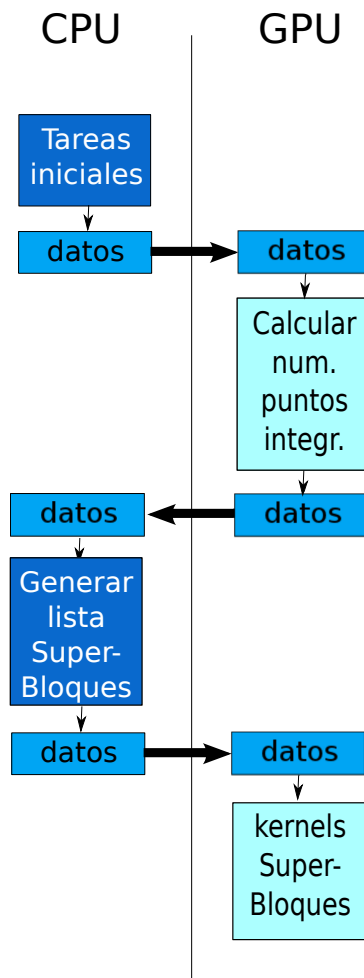 CPU
GPU
Tareas
iniciales
datos
datos
Calcular
num.
puntos
integr.
datos
datos
Generar
lista
Super-
Bloques
datos
datos
kernels
Super-
Bloques